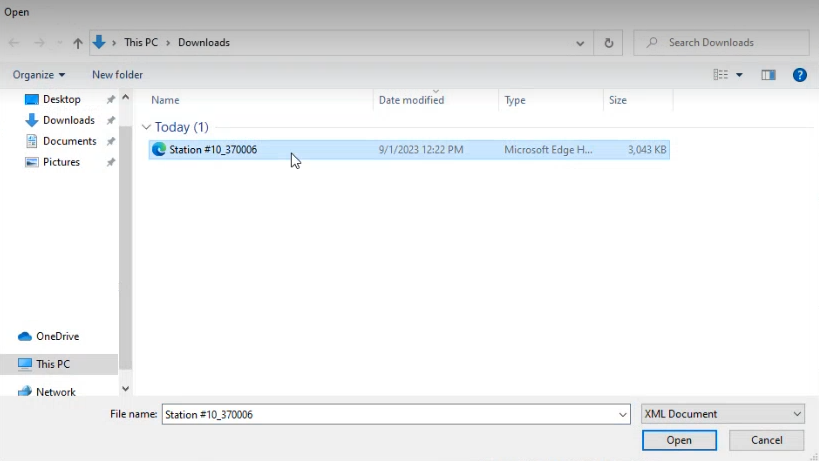 Open
This PC › Downloads
Search Downloads
Organize
New folder
Desktop
Downloads
Documents
Pictures
OneDrive
This PC
Network
Name
Date modified
Type
Size
Today (1)
Station #10_370006
9/1/2023 12:22 PM
Microsoft Edge H...
3,043 KB
File name:
Station #10_370006
XML Document
Open
Cancel